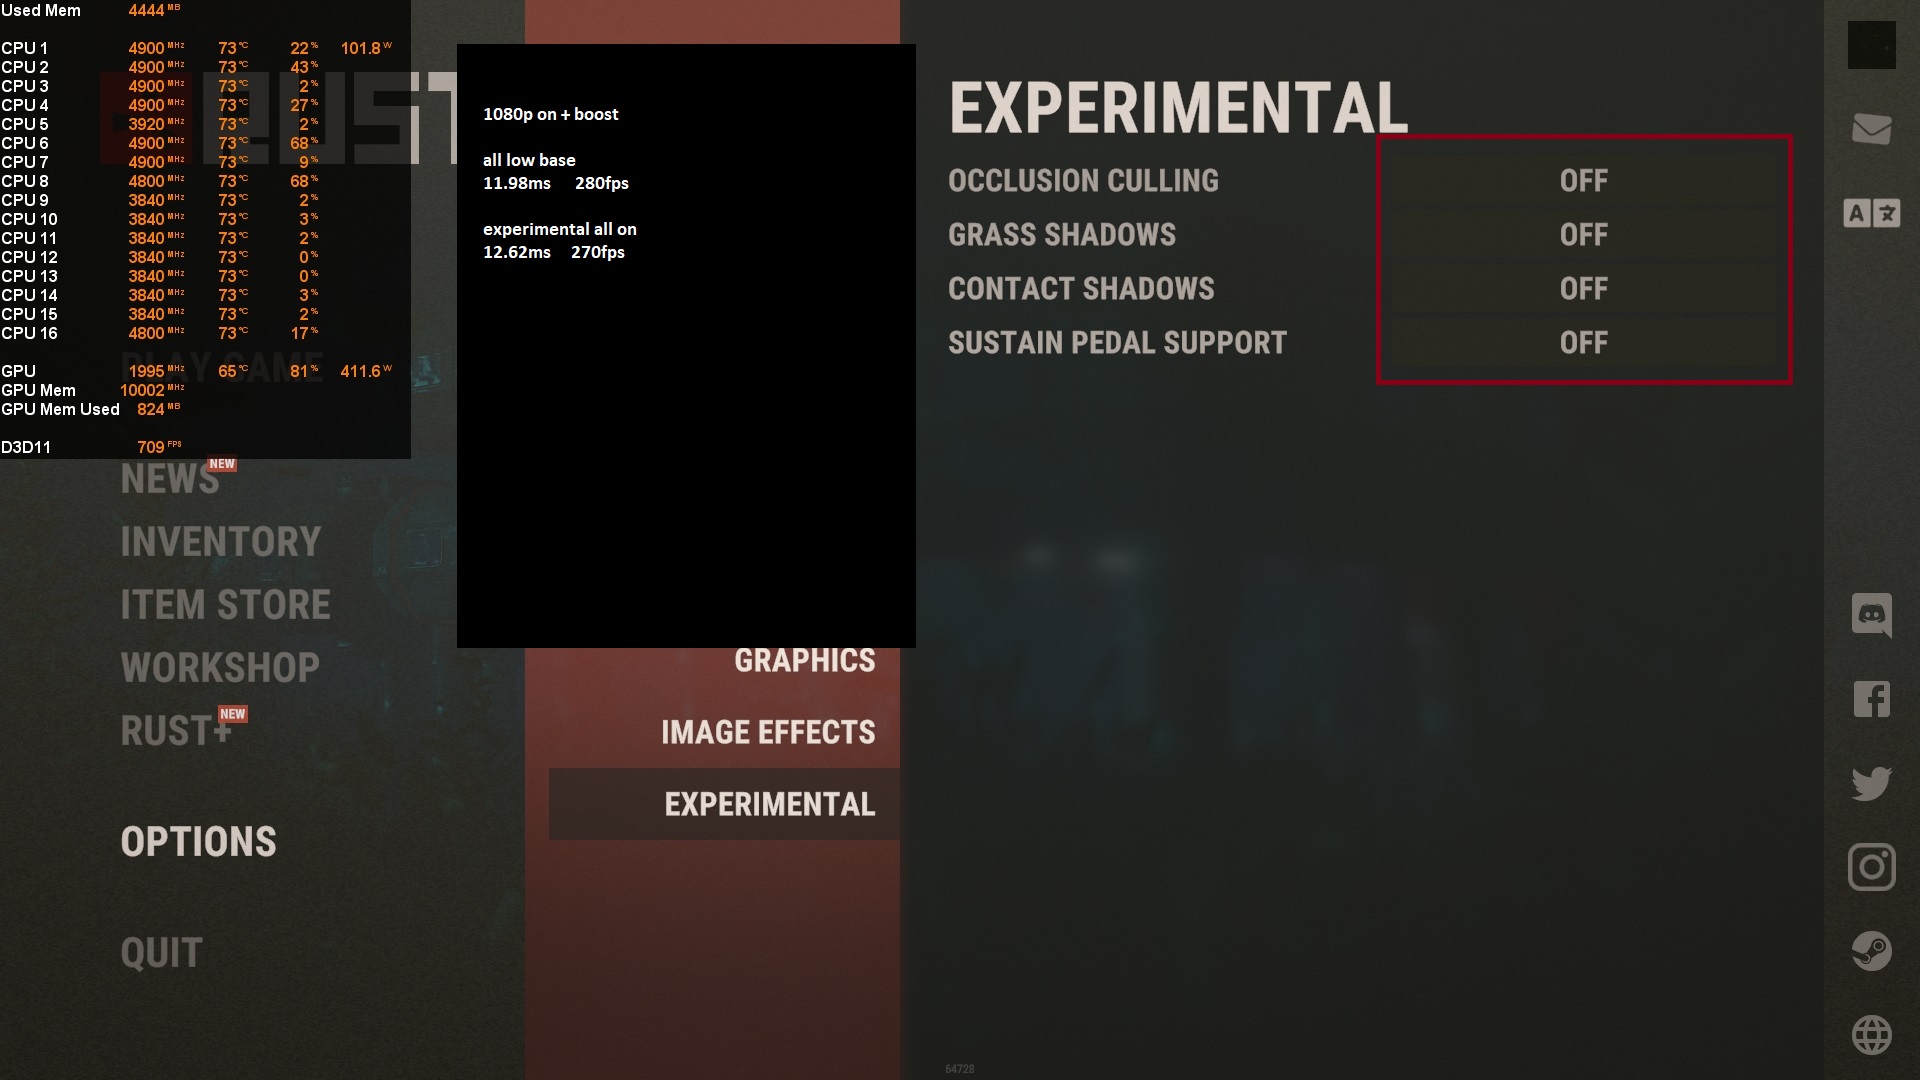 Used Mem 4444 MB
CPU 1 4900 MHz 73 °C 22 % 101.8 W
CPU 2 4900 MHz 73 °C 43 %
CPU 3 4900 MHz 73 °C 2 %
CPU 4 4900 MHz 73 °C 27 %
CPU 5 3920 MHz 73 °C 2 %
CPU 6 4900 MHz 73 °C 68 %
CPU 7 4900 MHz 73 °C 9 %
CPU 8 4800 MHz 73 °C 68 %
CPU 9 3840 MHz 73 °C 2 %
CPU 10 3840 MHz 73 °C 3 %
CPU 11 3840 MHz 73 °C 2 %
CPU 12 3840 MHz 73 °C 0 %
CPU 13 3840 MHz 73 °C 0 %
CPU 14 3840 MHz 73 °C 3 %
CPU 15 3840 MHz 73 °C 2 %
CPU 16 4800 MHz 73 °C 17 %
GPU 1995 MHz 65 °C 81 % 411.6 W
GPU Mem 10002 MHz
GPU Mem Used 824 MB
D3D11 709 FPS
RUST
PLAY GAME
NEWS NEW
INVENTORY
ITEM STORE
WORKSHOP
RUST+ NEW
OPTIONS
QUIT
1080p on + boost
all low base
11.98ms 280fps
experimental all on
12.62ms 270fps
GRAPHICS
IMAGE EFFECTS
EXPERIMENTAL
EXPERIMENTAL
OCCLUSION CULLING OFF
GRASS SHADOWS OFF
CONTACT SHADOWS OFF
SUSTAIN PEDAL SUPPORT OFF
A 文
64728